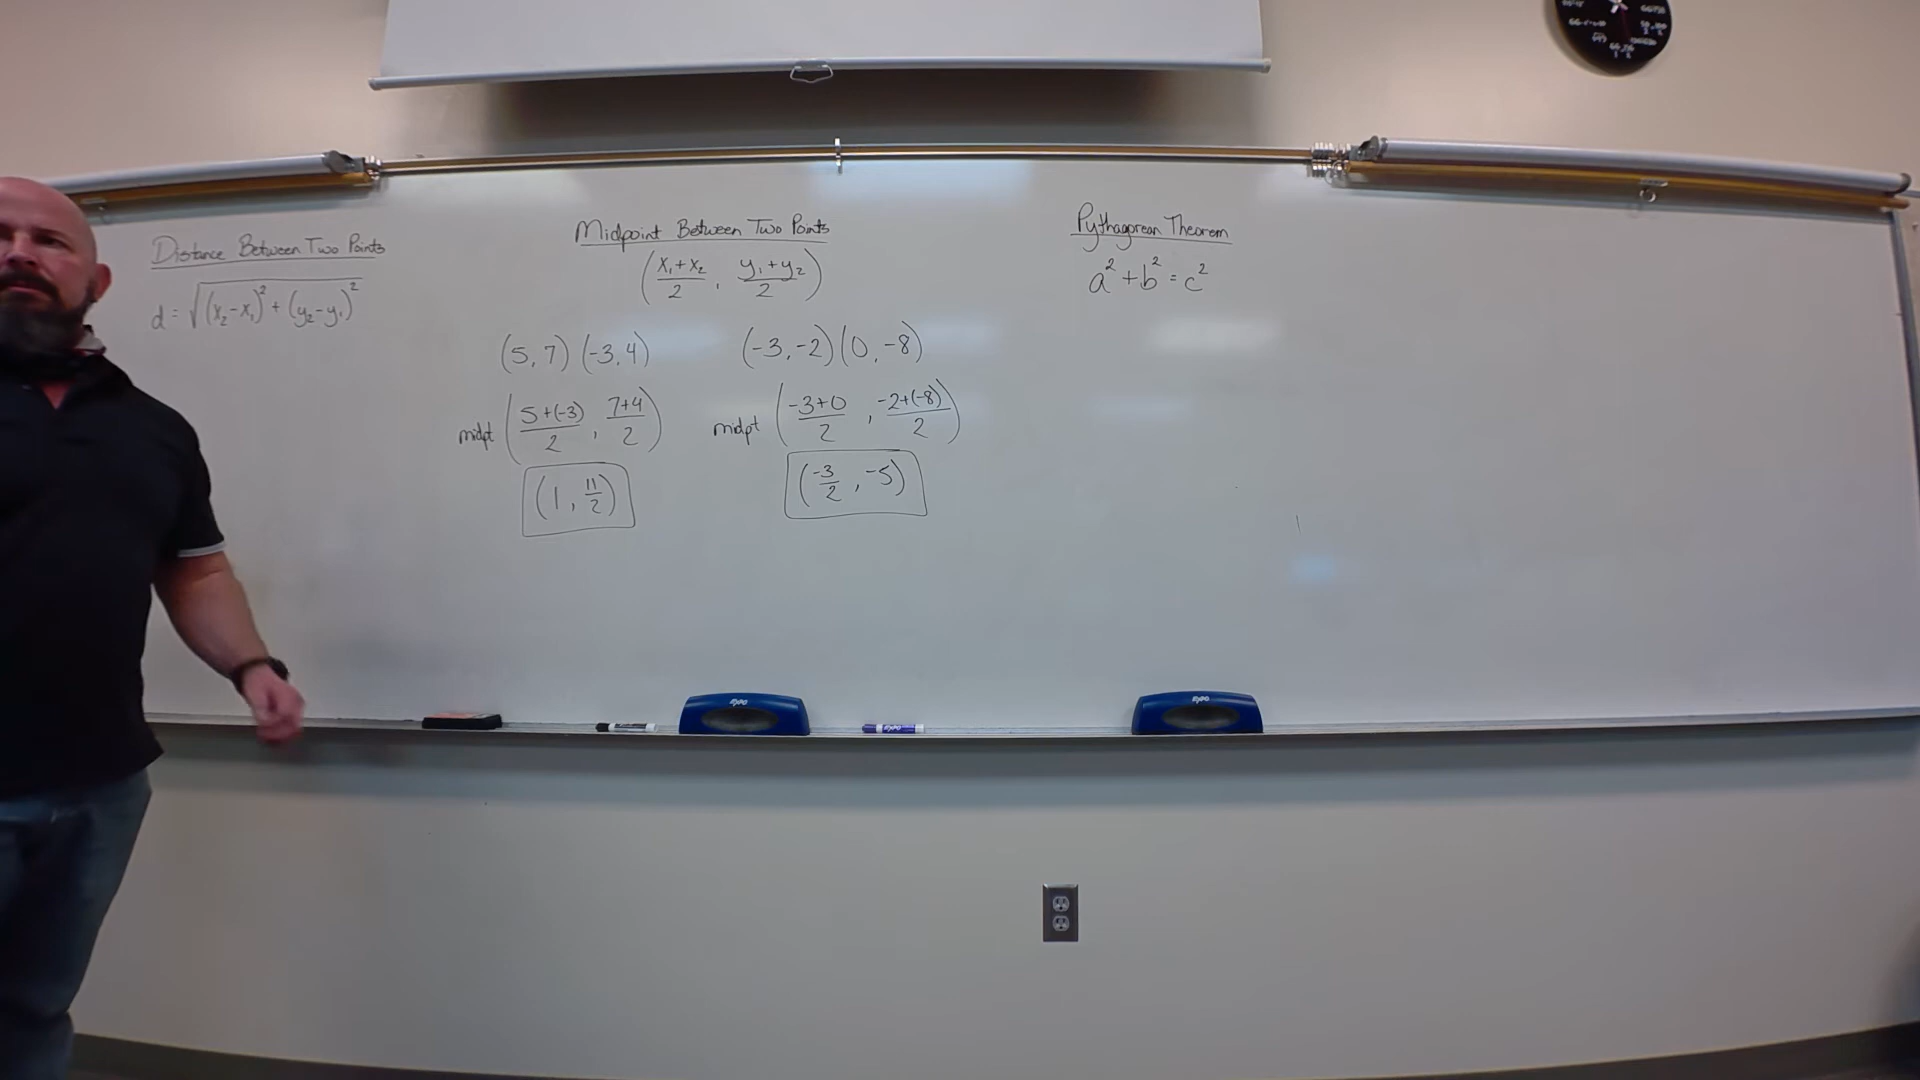 Distance Between Two Points
d = √(x₂-x₁)² + (y₂-y₁)²
Midpoint Between Two Points
(x₁+x₂/2, y₁+y₂/2)
(5,7) (-3,4)
midpt (5+(-3)/2, 7+4/2)
(1, 11/2)
(-3,-2)(0,-8)
midpt (-3+0/2, -2+(-8)/2)
(-3/2, -5)
Pythagorean Theorem
a² + b² = c²
EXPO
EXPO